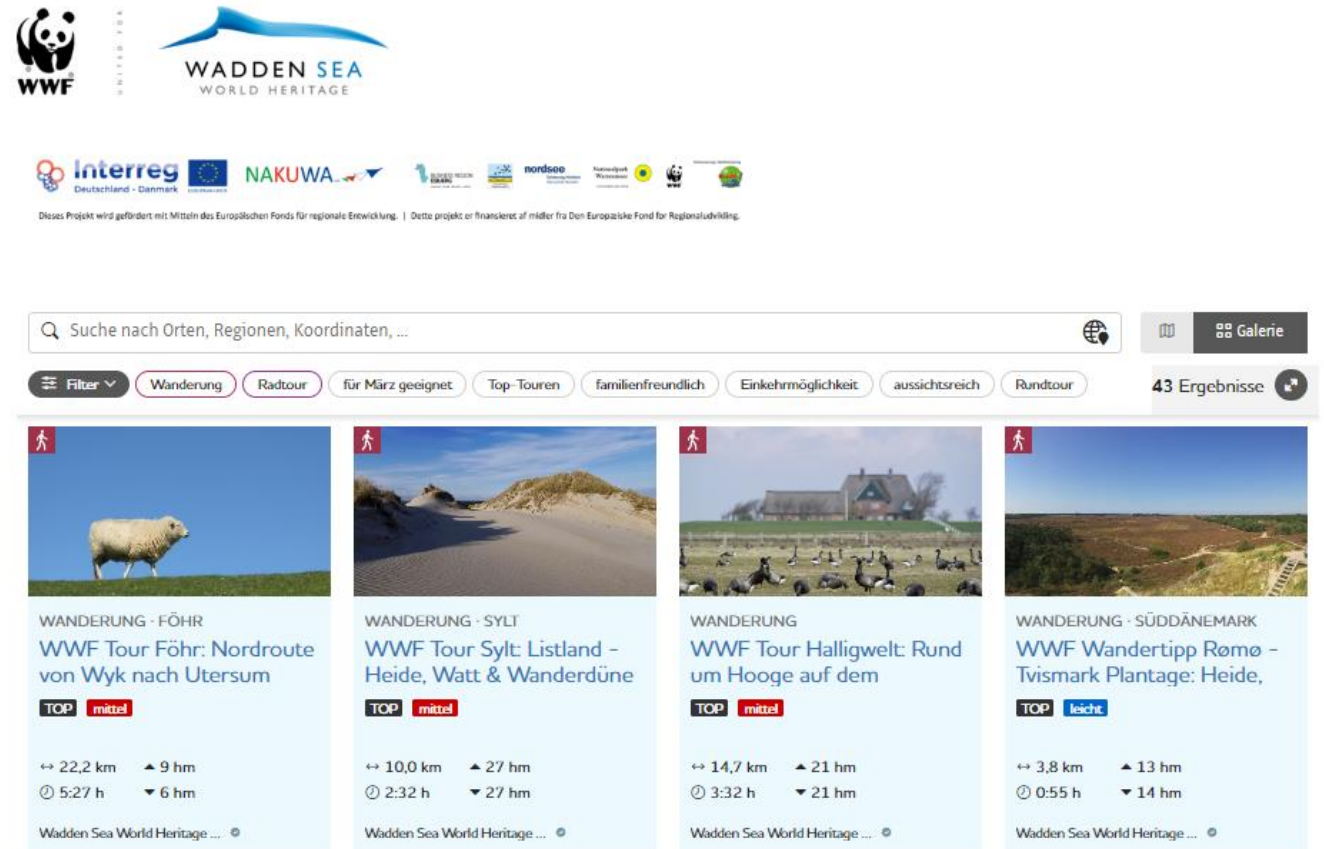 WWF
UNITED FOR
WADDEN SEA
WORLD HERITAGE
Interreg
Deutschland - Danmark
NAKUWA
nordsee
Nationalpark
Wattenmeer
Dieses Projekt wird gefördert mit Mitteln des Europäischen Fonds für regionale Entwicklung. | Dette projekt er finansieret af midler fra Den Europæiske Fond for Regionaludvikling.
Suche nach Orten, Regionen, Koordinaten, ...
Galerie
Filter Wanderung Radtour für März geeignet Top-Touren familienfreundlich Einkehrmöglichkeit aussichtsreich Rundtour 43 Ergebnisse
WANDERUNG · FÖHR
WWF Tour Föhr: Nordroute
von Wyk nach Utersum
TOP mittel
22,2 km 9 hm
5:27 h 6 hm
Wadden Sea World Heritage ...
WANDERUNG · SYLT
WWF Tour Sylt: Listland -
Heide, Watt & Wanderdüne
TOP mittel
10,0 km 27 hm
2:32 h 27 hm
Wadden Sea World Heritage ...
WANDERUNG
WWF Tour Halligwelt: Rund
um Hooge auf dem
TOP mittel
14,7 km 21 hm
3:32 h 21 hm
Wadden Sea World Heritage ...
WANDERUNG · SÜDDÄNEMARK
WWF Wandertipp Rømø -
Tvismark Plantage: Heide,
TOP leicht
3,8 km 13 hm
0:55 h 14 hm
Wadden Sea World Heritage ...